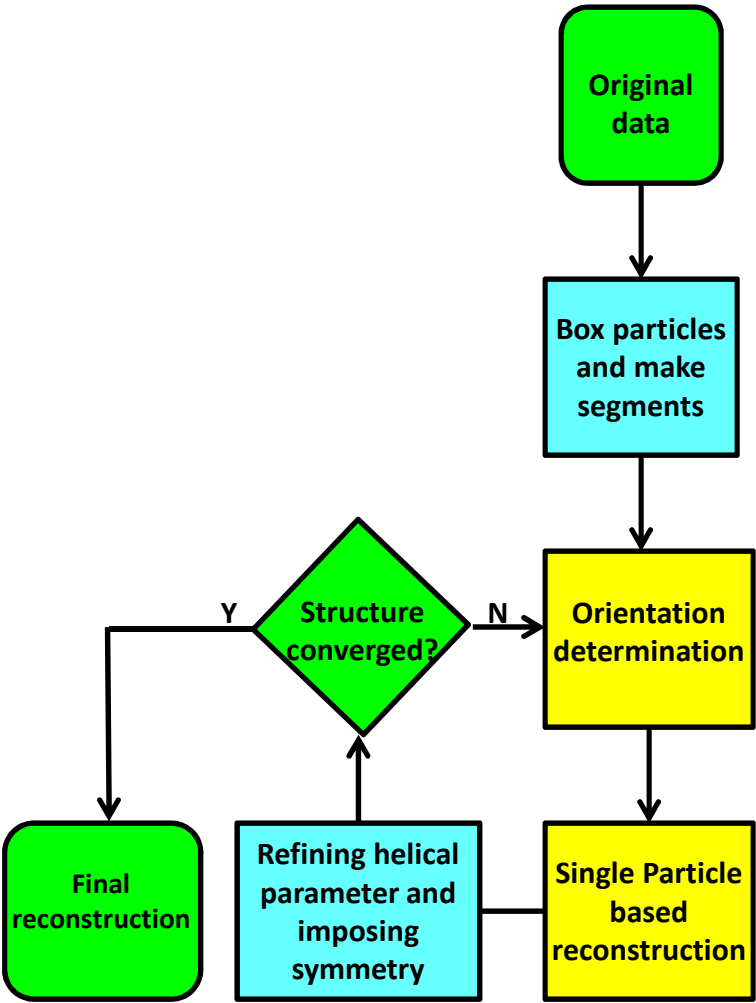 Original
data
Box particles
and make
segments
Orientation
determination
Single Particle
based
reconstruction
Refining helical
parameter and
imposing
symmetry
Structure
converged?
N
Y
Final
reconstruction